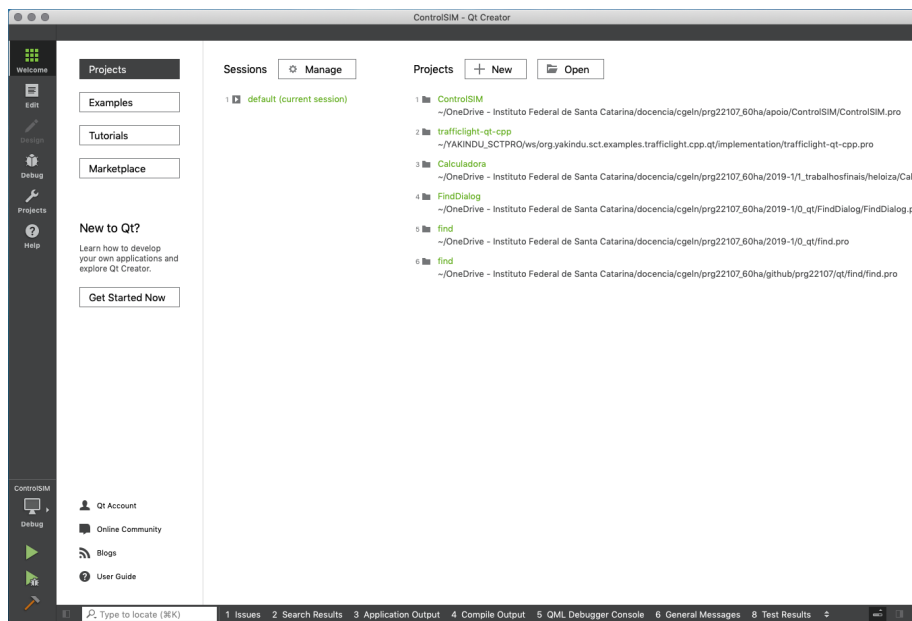 ControlSIM - Qt Creator
Welcome
Edit
Design
Debug
Projects
Help
ControlSIM
Debug
Projects
Examples
Tutorials
Marketplace
New to Qt?
Learn how to develop
your own applications and
explore Qt Creator.
Get Started Now
Qt Account
Online Community
Blogs
User Guide
Sessions Manage
1 default (current session)
Projects New Open
1 ControlSIM
~/OneDrive - Instituto Federal de Santa Catarina/docencia/cgeln/prg22107_60ha/apoio/ControlSIM/ControlSIM.pro
2 trafficlight-qt-cpp
~/YAKINDU_SCTPRO/ws/org.yakindu.sct.examples.trafficlight.cpp.qt/implementation/trafficlight-qt-cpp.pro
3 Calculadora
~/OneDrive - Instituto Federal de Santa Catarina/docencia/cgeln/prg22107_60ha/2019-1/1_trabalhosfinais/heloiza/Cal
4 FindDialog
~/OneDrive - Instituto Federal de Santa Catarina/docencia/cgeln/prg22107_60ha/2019-1/0_qt/FindDialog/FindDialog.p
5 find
~/OneDrive - Instituto Federal de Santa Catarina/docencia/cgeln/prg22107_60ha/2019-1/0_qt/find.pro
6 find
~/OneDrive - Instituto Federal de Santa Catarina/docencia/cgeln/prg22107_60ha/github/prg22107/qt/find/find.pro
Type to locate (⌘K) 1 Issues 2 Search Results 3 Application Output 4 Compile Output 5 QML Debugger Console 6 General Messages 8 Test Results